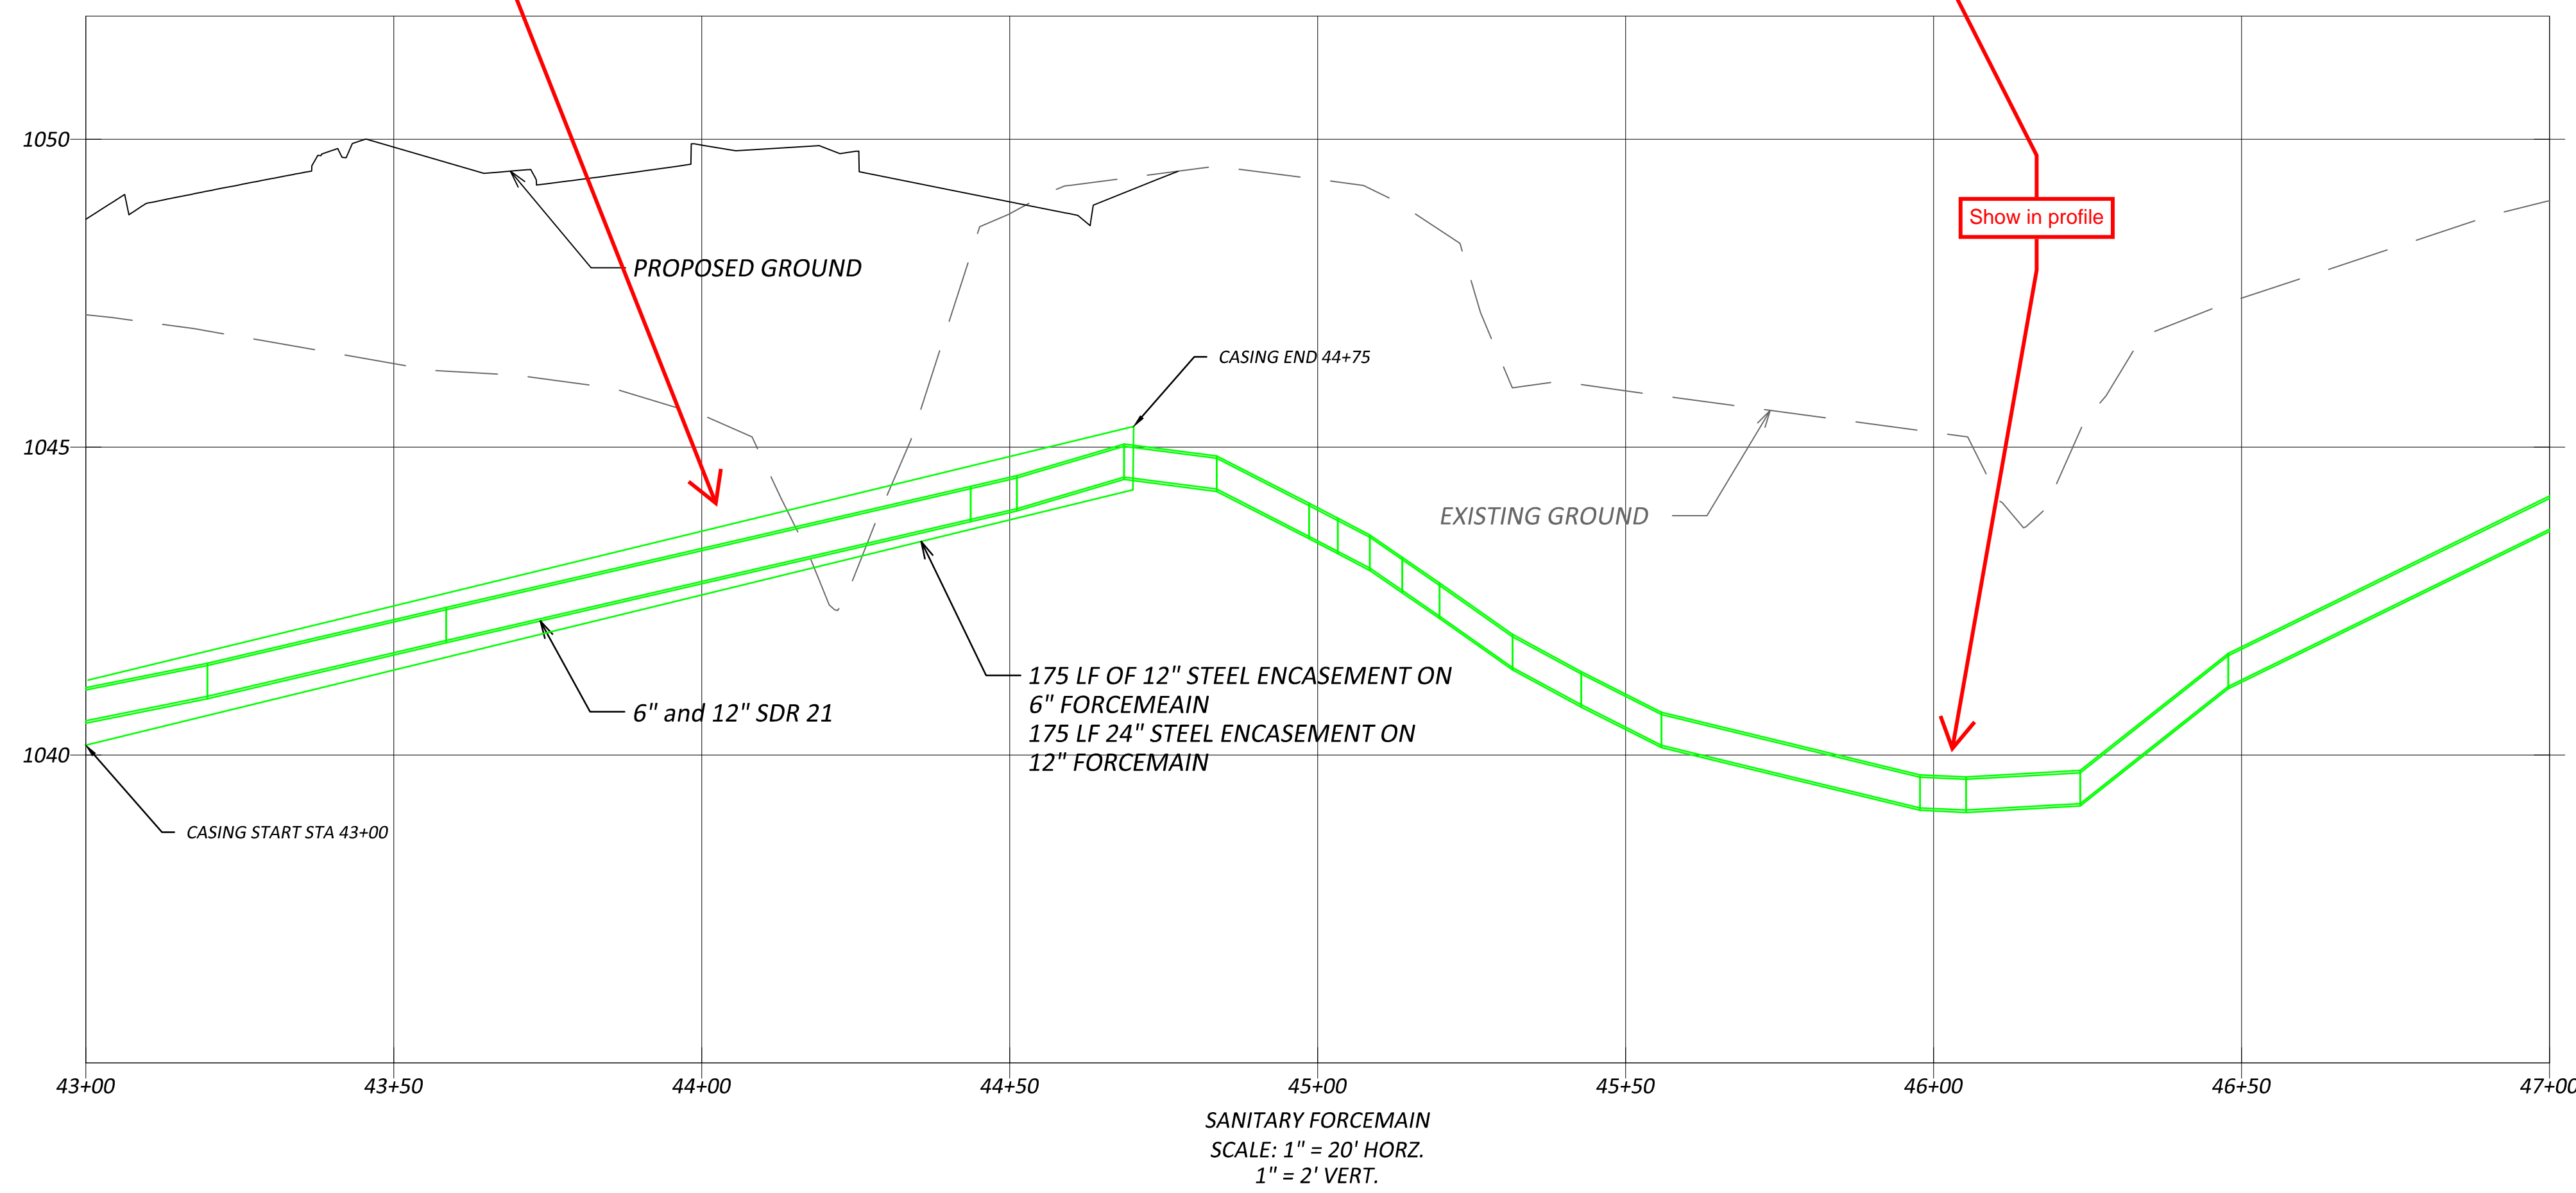 1050
Show in profile
PROPOSED GROUND
CASING END 44+75
1045
EXISTING GROUND
175 LF OF 12" STEEL ENCASEMENT ON
6" FORCEMEAIN
175 LF 24" STEEL ENCASEMENT ON
12" FORCEMAIN
6" and 12" SDR 21
1040
CASING START STA 43+00
43+00 43+50 44+00 44+50 45+00 45+50 46+00 46+50 47+00
SANITARY FORCEMAIN
SCALE: 1" = 20' HORZ.
1" = 2' VERT.